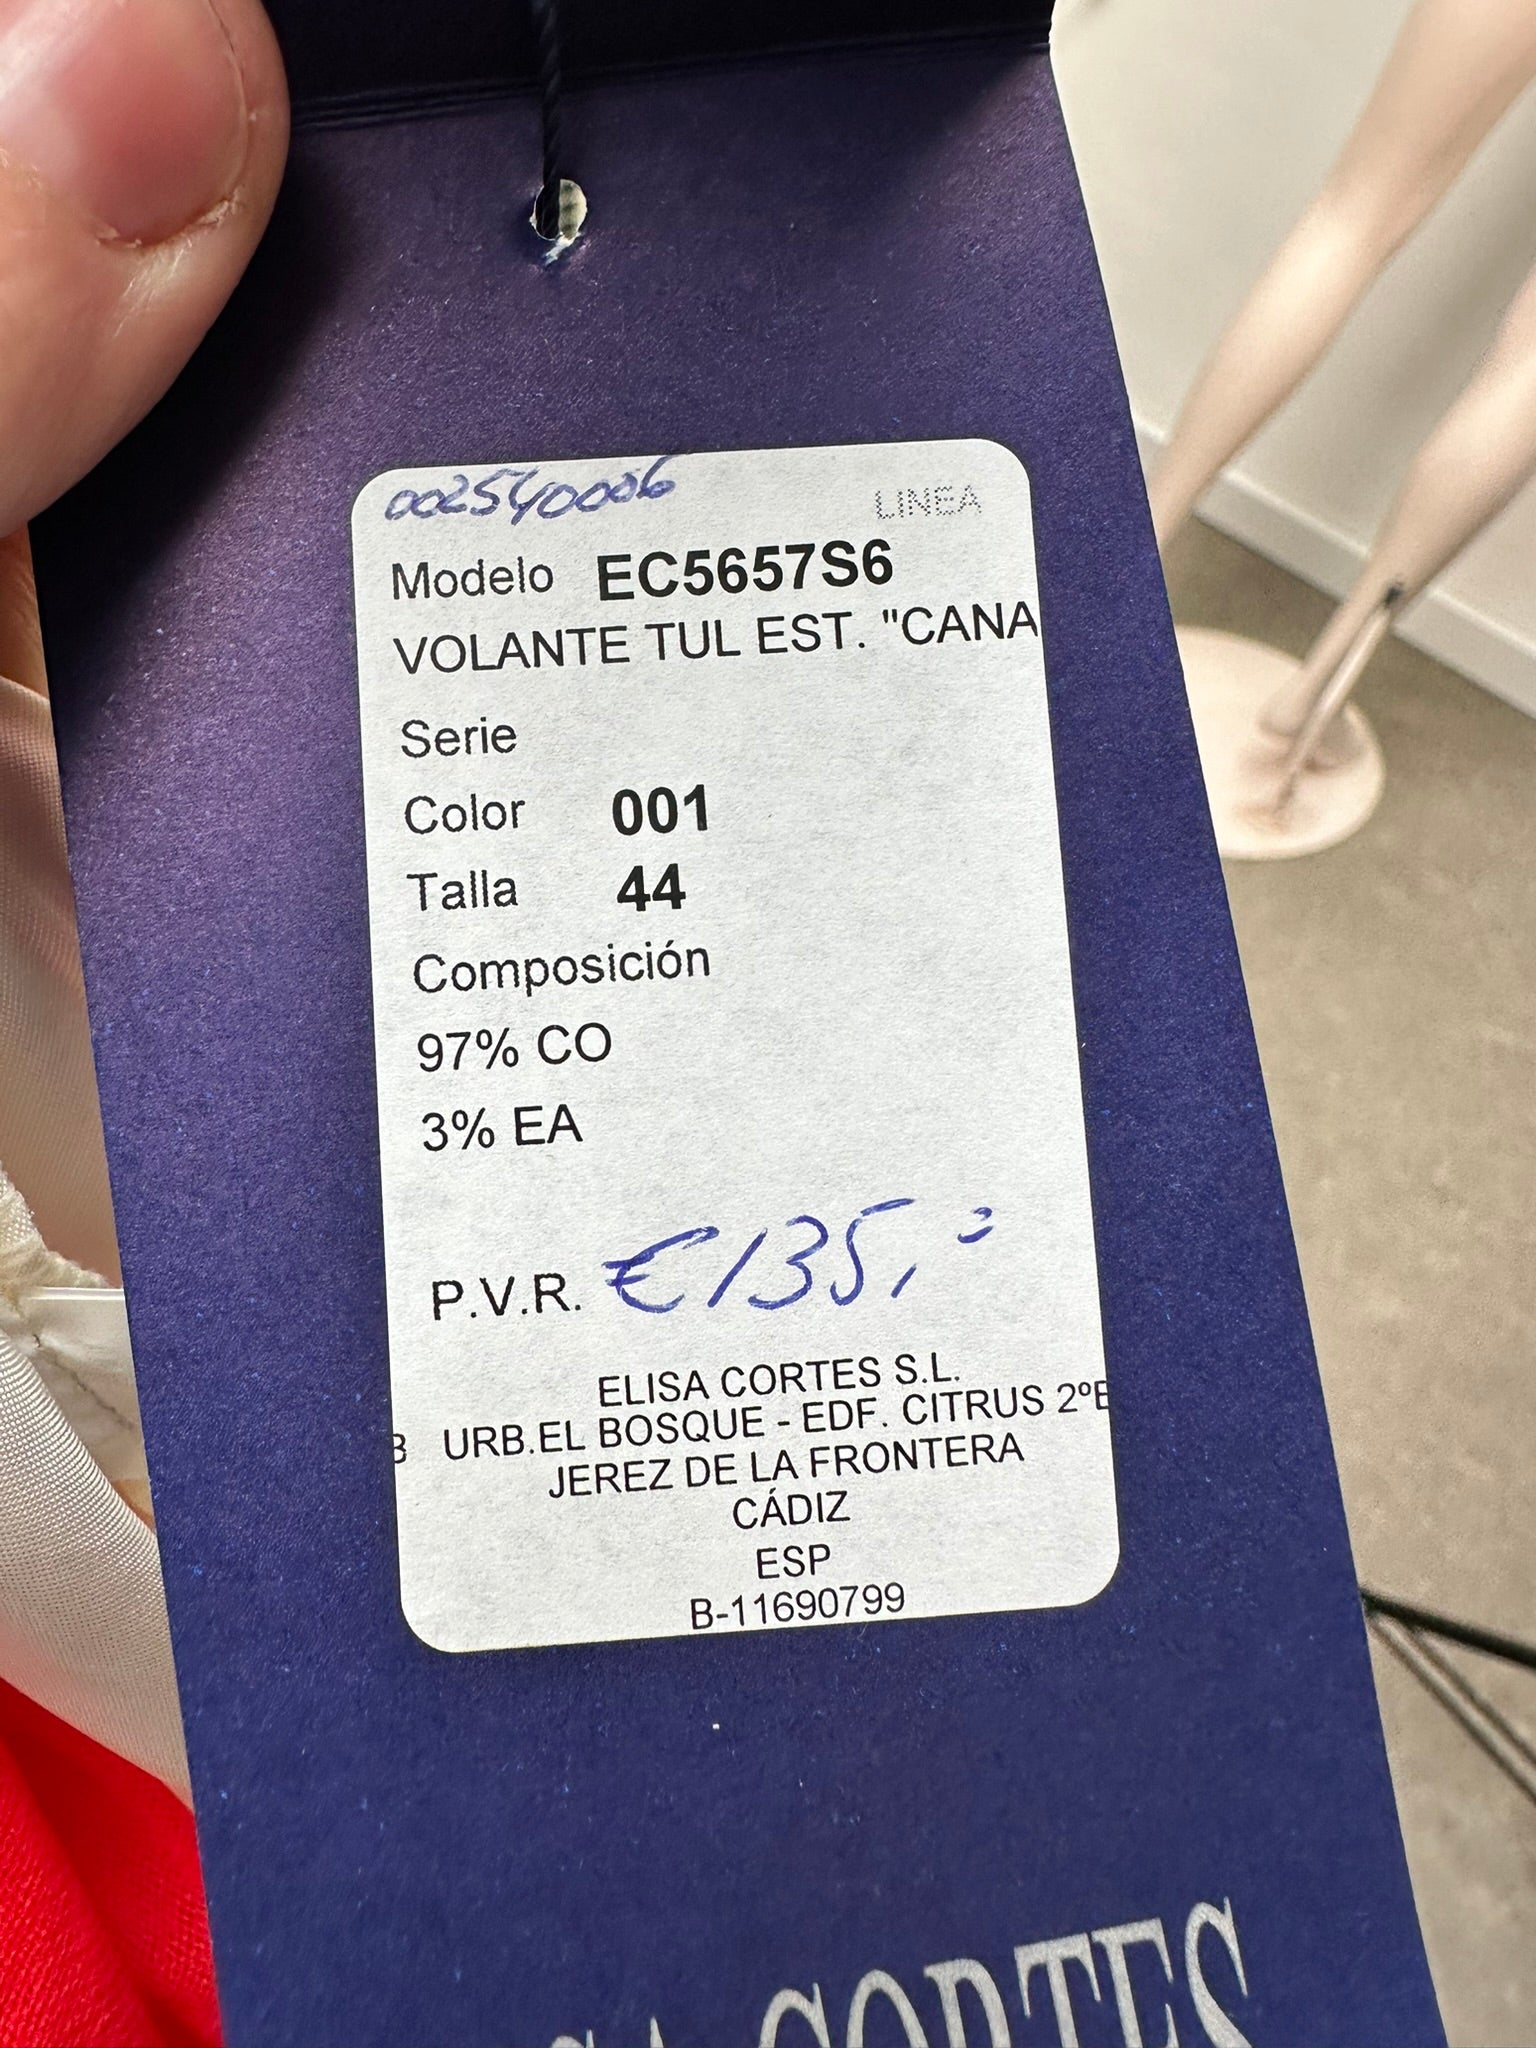 002540006
LINEA
Modelo EC5657S6
VOLANTE TUL EST. "CANA
Serie
Color 001
Talla 44
Composición
97% CO
3% EA
P.V.R. €135,-
ELISA CORTES S.L.
B URB.EL BOSQUE - EDF. CITRUS 2ºB
JEREZ DE LA FRONTERA
CÁDIZ
ESP
B-11690799
SA CORTES